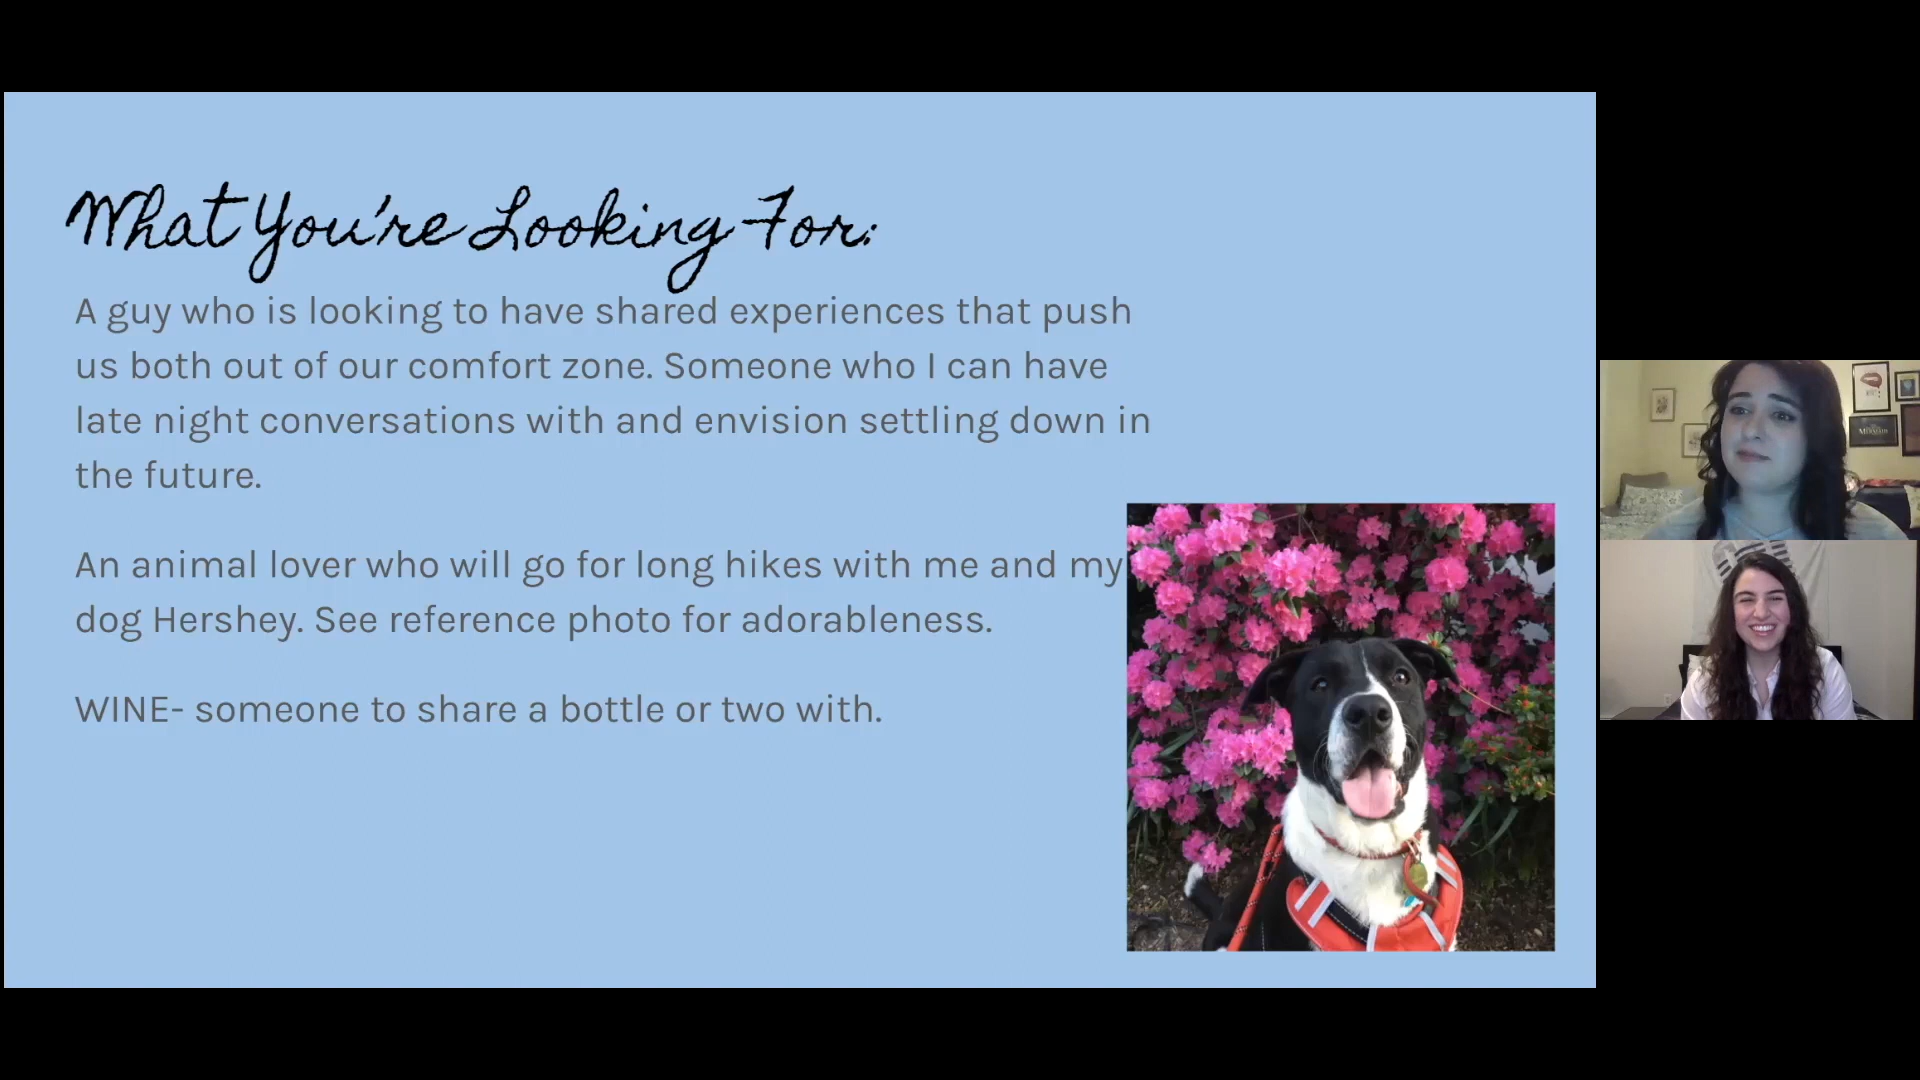 What You're Looking For:
A guy who is looking to have shared experiences that push
us both out of our comfort zone. Someone who I can have
late night conversations with and envision settling down in
the future.
An animal lover who will go for long hikes with me and my
dog Hershey. See reference photo for adorableness.
WINE- someone to share a bottle or two with.